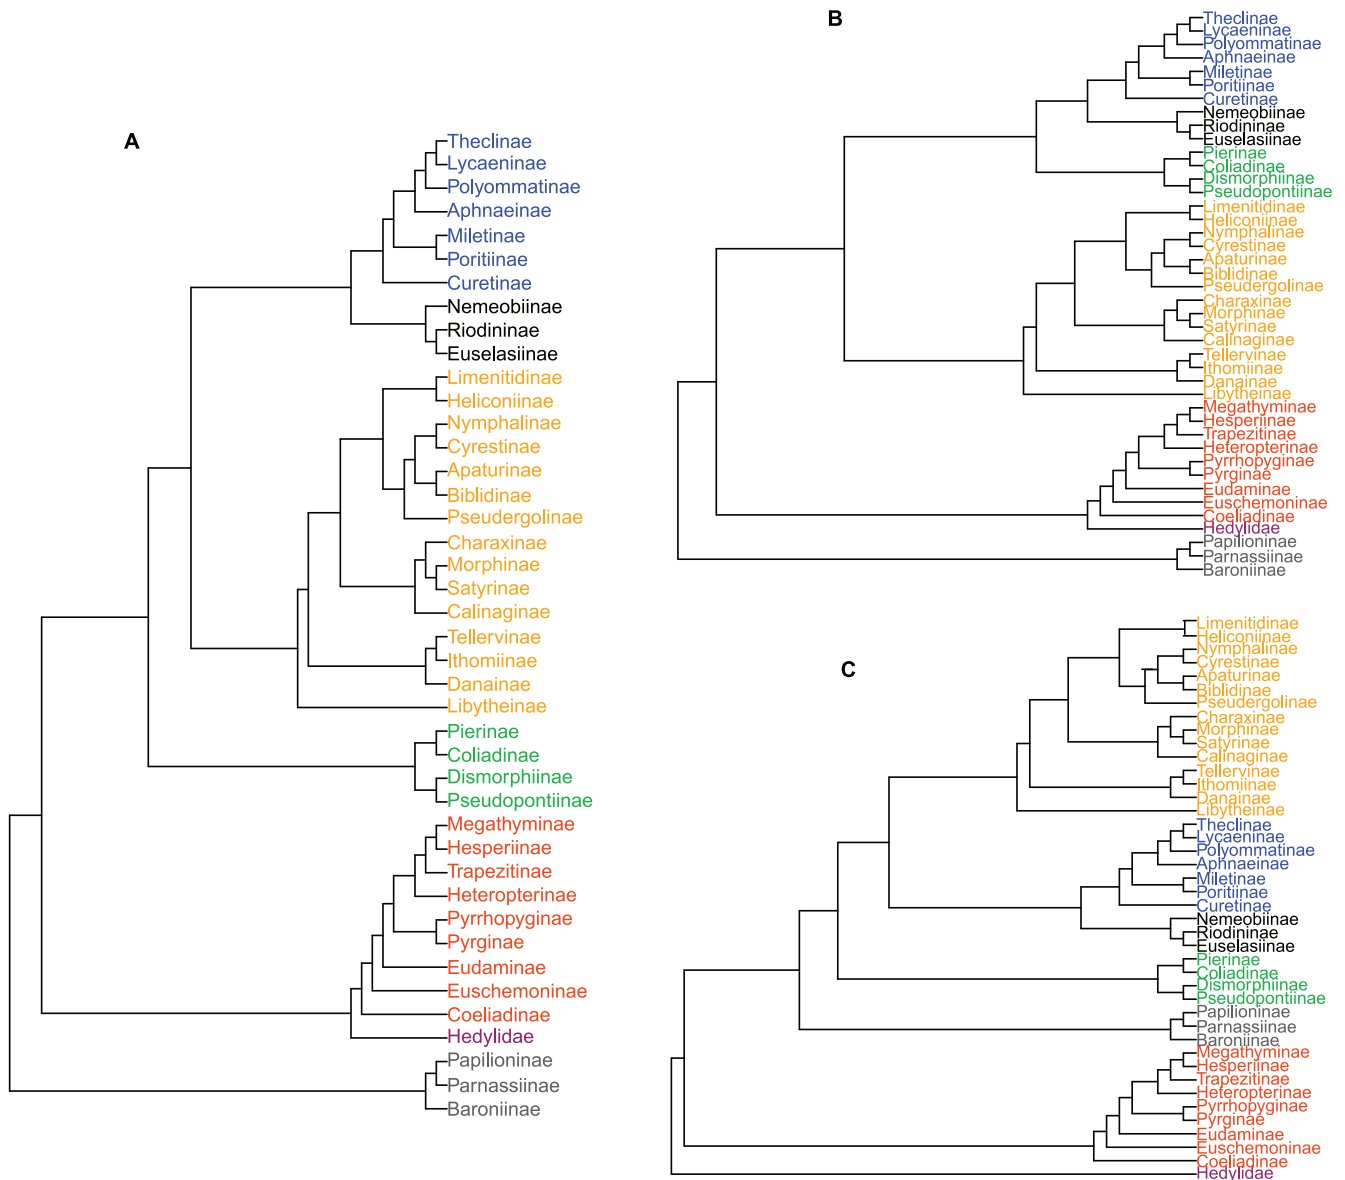 A
Theclinae
Lycaeninae
Polyommatinae
Aphnaeinae
Miletinae
Poritiinae
Curetinae
Nemeobiinae
Riodininae
Euselasiinae
Limenitidinae
Heliconiinae
Nymphalinae
Cyrestinae
Apaturinae
Biblidinae
Pseudergolinae
Charaxinae
Morphinae
Satyrinae
Calinaginae
Tellervinae
Ithomiinae
Danainae
Libytheinae
Pierinae
Coliadinae
Dismorphiinae
Pseudopontiinae
Megathyminae
Hesperiinae
Trapezitinae
Heteropterinae
Pyrrhopyginae
Pyrginae
Eudaminae
Euschemoninae
Coeliadinae
Hedylidae
Papilioninae
Parnassiinae
Baroniinae
B
Theclinae
Lycaeninae
Polyommatinae
Aphnaeinae
Miletinae
Poritiinae
Curetinae
Nemeobiinae
Riodininae
Euselasiinae
Pierinae
Coliadinae
Dismorphiinae
Pseudopontiinae
Limenitidinae
Heliconiinae
Nymphalinae
Cyrestinae
Apaturinae
Biblidinae
Pseudergolinae
Charaxinae
Morphinae
Satyrinae
Calinaginae
Tellervinae
Ithomiinae
Danainae
Libytheinae
Megathyminae
Hesperiinae
Trapezitinae
Heteropterinae
Pyrrhopyginae
Pyrginae
Eudaminae
Euschemoninae
Coeliadinae
Hedylidae
Papilioninae
Parnassiinae
Baroniinae
C
Limenitidinae
Heliconiinae
Nymphalinae
Cyrestinae
Apaturinae
Biblidinae
Pseudergolinae
Charaxinae
Morphinae
Satyrinae
Calinaginae
Tellervinae
Ithomiinae
Danainae
Libytheinae
Theclinae
Lycaeninae
Polyommatinae
Aphnaeinae
Miletinae
Poritiinae
Curetinae
Nemeobiinae
Riodininae
Euselasiinae
Pierinae
Coliadinae
Dismorphiinae
Pseudopontiinae
Papilioninae
Parnassiinae
Baroniinae
Megathyminae
Hesperiinae
Trapezitinae
Heteropterinae
Pyrrhopyginae
Pyrginae
Eudaminae
Euschemoninae
Coeliadinae
Hedylidae